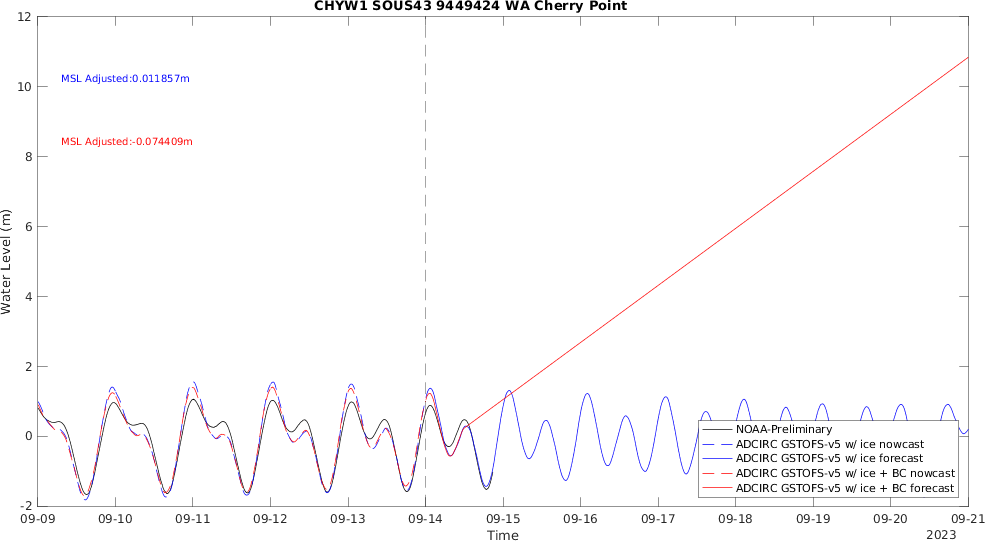 CHYW1 SOUS43 9449424 WA Cherry Point
12
10
8
6
4
2
0
-2
Water Level (m)
MSL Adjusted:0.011857m
MSL Adjusted:-0.074409m
NOAA-Preliminary
ADCIRC GSTOFS-v5 w/ ice nowcast
ADCIRC GSTOFS-v5 w/ ice forecast
ADCIRC GSTOFS-v5 w/ ice + BC nowcast
ADCIRC GSTOFS-v5 w/ ice + BC forecast
09-09 09-10 09-11 09-12 09-13 09-14 09-15 09-16 09-17 09-18 09-19 09-20 09-21
Time
2023